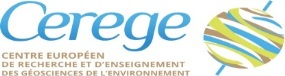 Cerege
CENTRE EUROPÉEN
DE RECHERCHE ET D'ENSEIGNEMENT
DES GÉOSCIENCES DE L'ENVIRONNEMENT